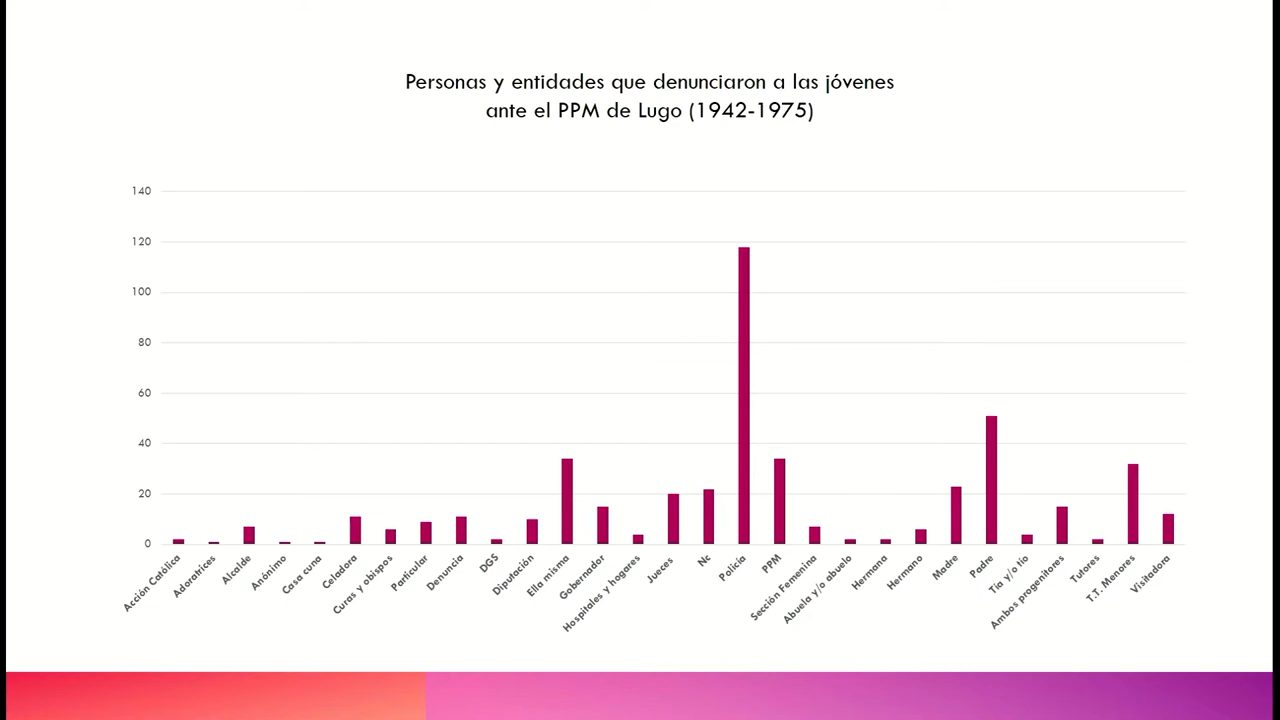 Personas y entidades que denunciaron a las jóvenes
ante el PPM de Lugo (1942-1975)
140
120
100
80
60
40
20
0
Acción Católica
Adoratrices
Alcalde
Anónimo
Casa cuna
Celadora
Curas y obispos
Particular
Denuncia
DGS
Diputación
Ella misma
Gobernador
Hospitales y hogares
Jueces
Nc
Policía
PPM
Sección Femenina
Abuela y/o abuelo
Hermana
Hermano
Madre
Padre
Tía y/o tío
Ambos progenitores
Tutores
T.T. Menores
Visitadora